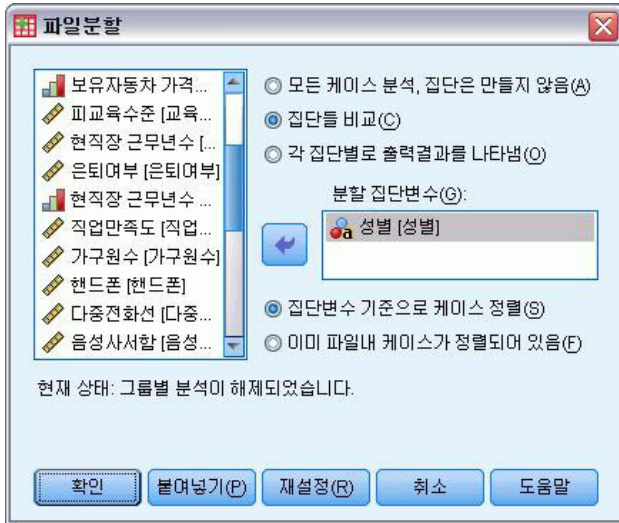 파일분할
보유자동차 가격...
피교육수준 [교육...
현직장 근무년수 [...
은퇴여부 [은퇴여부]
현직장 근무년수 ...
직업만족도 [직업...
가구원수 [가구원수]
핸드폰 [핸드폰]
다중전화선 [다중...
음성사서함 [음성...
모든 케이스 분석, 집단은 만들지 않음(A)
집단들 비교(C)
각 집단별로 출력결과를 나타냄(O)
분할 집단변수(G):
성별 [성별]
집단변수 기준으로 케이스 정렬(S)
이미 파일내 케이스가 정렬되어 있음(F)
현재 상태: 그룹별 분석이 해제되었습니다.
확인 붙여넣기(P) 재설정(R) 취소 도움말